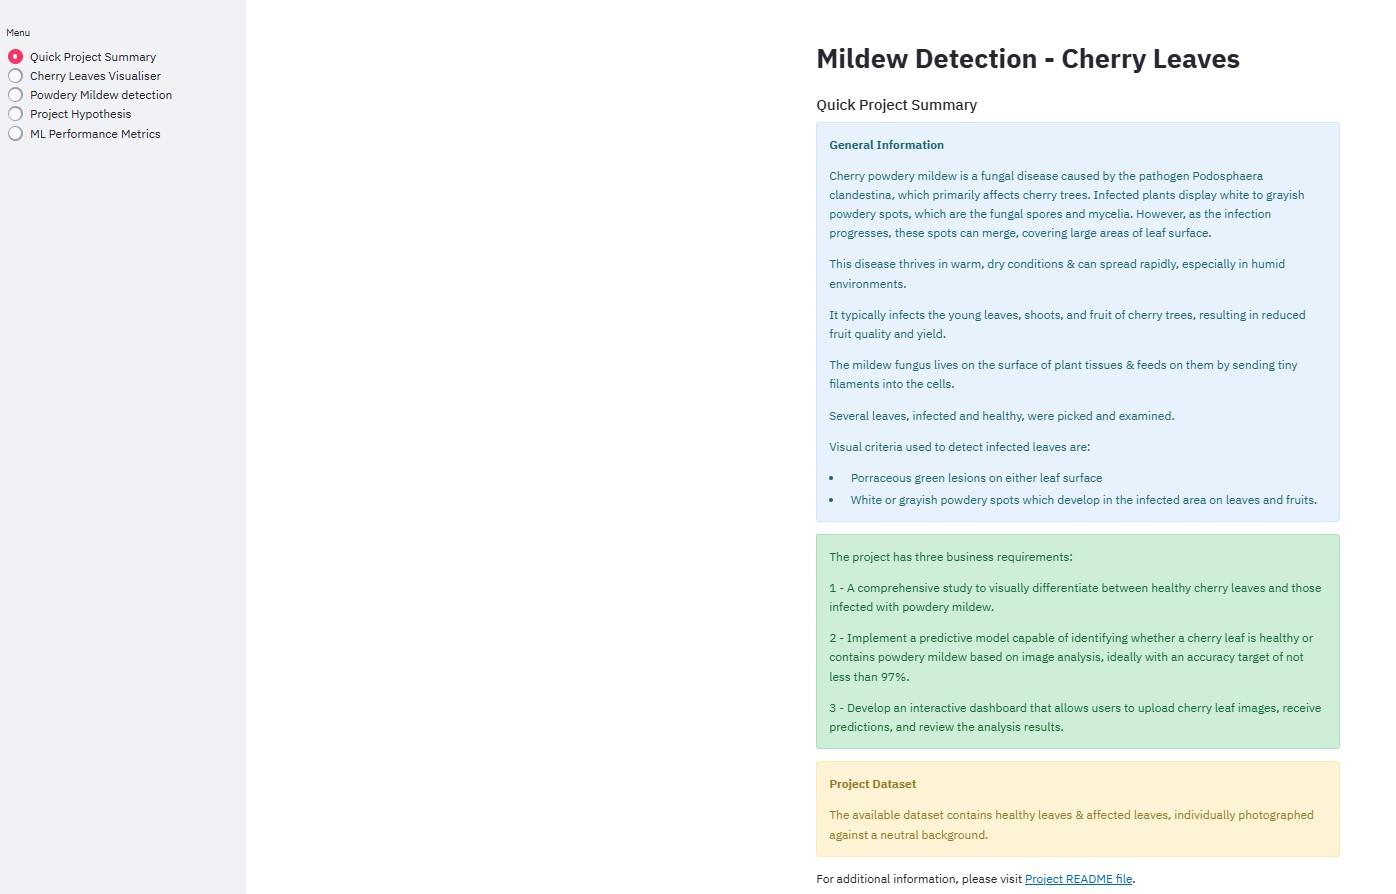 Menu
Quick Project Summary
Cherry Leaves Visualiser
Powdery Mildew detection
Project Hypothesis
ML Performance Metrics
Mildew Detection - Cherry Leaves
Quick Project Summary
General Information
Cherry powdery mildew is a fungal disease caused by the pathogen Podosphaera
clandestina, which primarily affects cherry trees. Infected plants display white to grayish
powdery spots, which are the fungal spores and mycelia. However, as the infection
progresses, these spots can merge, covering large areas of leaf surface.
This disease thrives in warm, dry conditions & can spread rapidly, especially in humid
environments.
It typically infects the young leaves, shoots, and fruit of cherry trees, resulting in reduced
fruit quality and yield.
The mildew fungus lives on the surface of plant tissues & feeds on them by sending tiny
filaments into the cells.
Several leaves, infected and healthy, were picked and examined.
Visual criteria used to detect infected leaves are:
• Porraceous green lesions on either leaf surface
• White or grayish powdery spots which develop in the infected area on leaves and fruits.
The project has three business requirements:
1 - A comprehensive study to visually differentiate between healthy cherry leaves and those
infected with powdery mildew.
2 - Implement a predictive model capable of identifying whether a cherry leaf is healthy or
contains powdery mildew based on image analysis, ideally with an accuracy target of not
less than 97%.
3 - Develop an interactive dashboard that allows users to upload cherry leaf images, receive
predictions, and review the analysis results.
Project Dataset
The available dataset contains healthy leaves & affected leaves, individually photographed
against a neutral background.
For additional information, please visit Project README file.